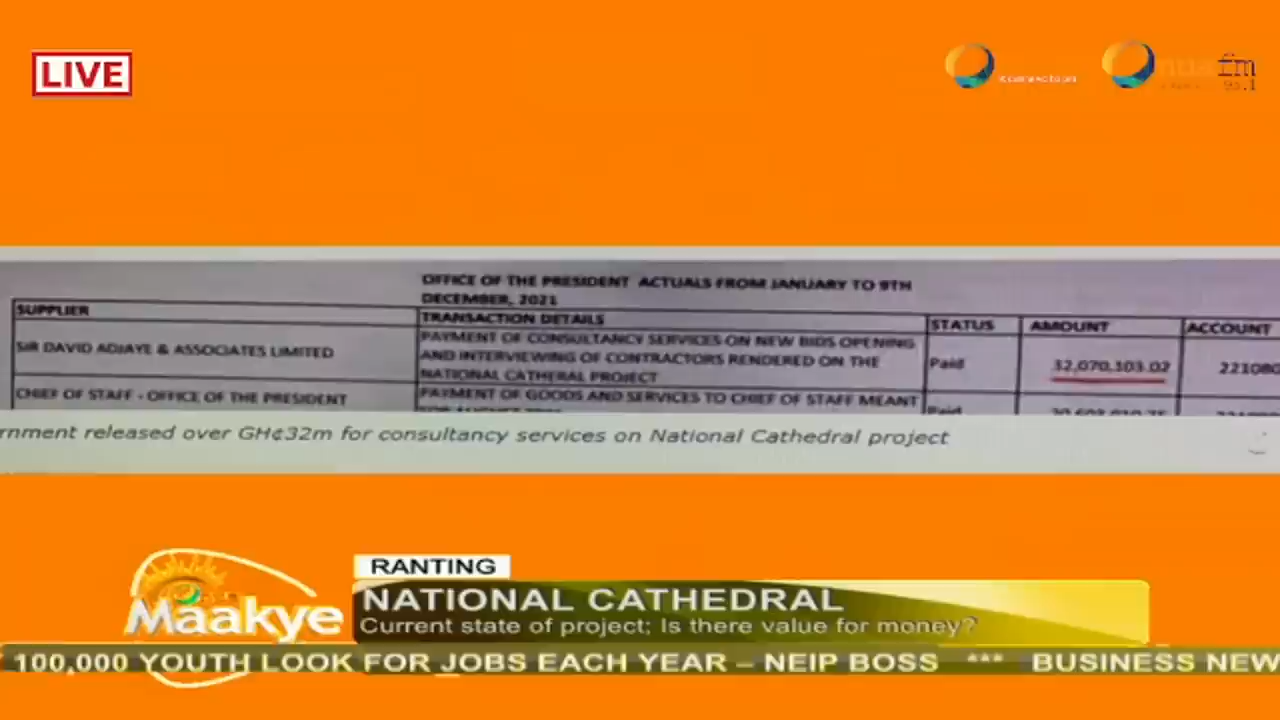 LIVE
fm
OFFICE OF THE PRESIDENT ACTUALS FROM JANUARY TO 9TH
DECEMBER, 2021
SUPPLIER
TRANSACTION DETAILS
STATUS
AMOUNT
ACCOUNT
SIR DAVID ADJAYE & ASSOCIATES LIMITED
PAYMENT OF CONSULTANCY SERVICES ON NEW BIDS OPENING
AND INTERVIEWING OF CONTRACTORS RENDERED ON THE
NATIONAL CATHERAL PROJECT
Paid
32,070,103.02
221080
CHIEF OF STAFF - OFFICE OF THE PRESIDENT
PAYMENT OF GOODS AND SERVICES TO CHIEF OF STAFF MEANT
Paid
rnment released over GH¢32m for consultancy services on National Cathedral project
RANTING
Maakye
NATIONAL CATHEDRAL
Current state of project; Is there value for money?
100,000 YOUTH LOOK FOR JOBS EACH YEAR – NEIP BOSS *** BUSINESS NEW